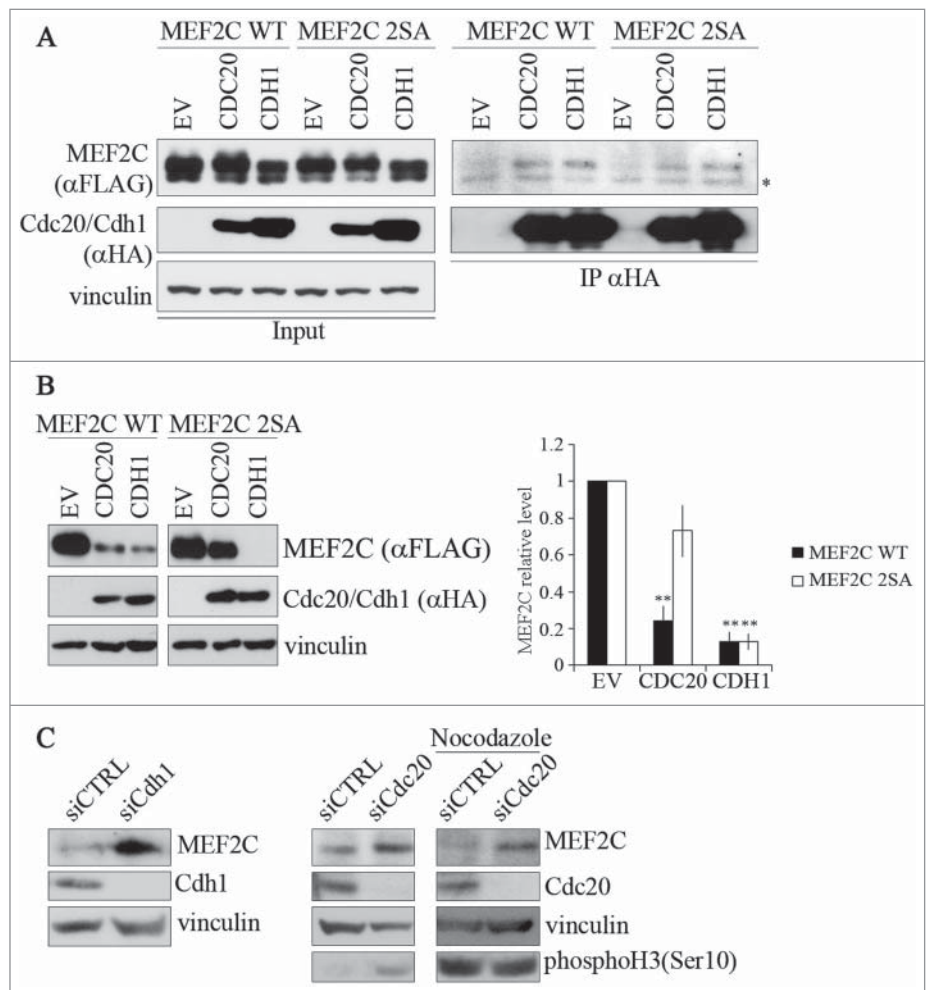 A
MEF2C WT MEF2C 2SA
EV CDC20 CDH1 EV CDC20 CDH1
MEF2C
(αFLAG)
Cdc20/Cdh1
(αHA)
vinculin
Input
MEF2C WT MEF2C 2SA
EV CDC20 CDH1 EV CDC20 CDH1
*
IP αHA
B
MEF2C WT MEF2C 2SA
EV CDC20 CDH1 EV CDC20 CDH1
MEF2C (αFLAG)
Cdc20/Cdh1 (αHA)
vinculin
MEF2C relative level
1.2
1
0.8
0.6
0.4
0.2
0
**
** **
EV CDC20 CDH1
MEF2C WT
MEF2C 2SA
C
siCTRL siCdh1
MEF2C
Cdh1
vinculin
Nocodazole
siCTRL siCdc20 siCTRL siCdc20
MEF2C
Cdc20
vinculin
phosphoH3(Ser10)